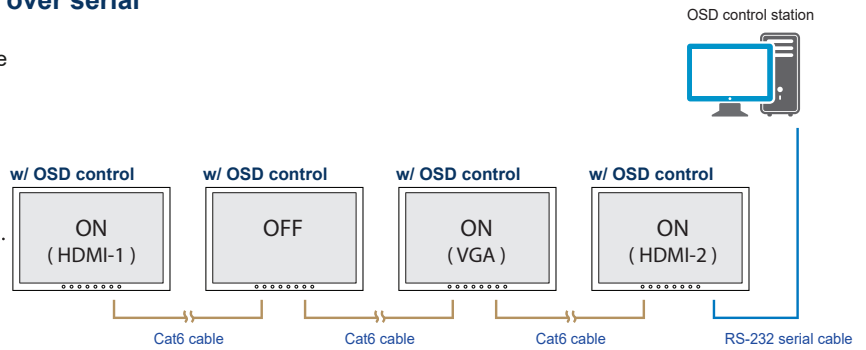 over serial
OSD control station
e
w/ OSD control
w/ OSD control
w/ OSD control
w/ OSD control
.
ON
( HDMI-1 )
OFF
ON
( VGA )
ON
( HDMI-2 )
Cat6 cable
Cat6 cable
Cat6 cable
RS-232 serial cable